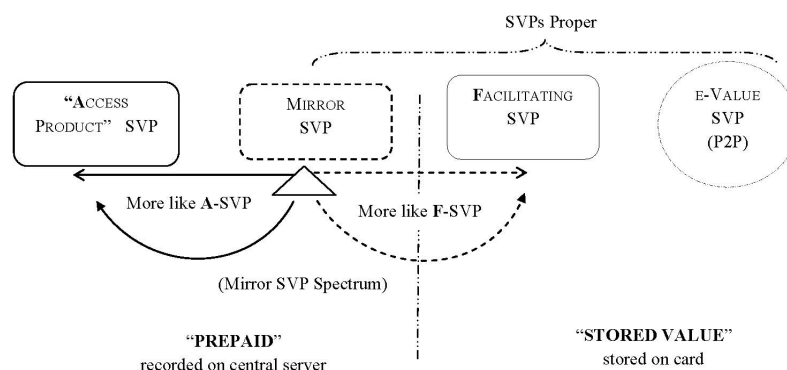 SVPs Proper
“ACCESS
PRODUCT” SVP
MIRROR
SVP
FACILITATING
SVP
E-VALUE
SVP
(P2P)
More like A-SVP
More like F-SVP
(Mirror SVP Spectrum)
“PREPAID”
recorded on central server
“STORED VALUE”
stored on card